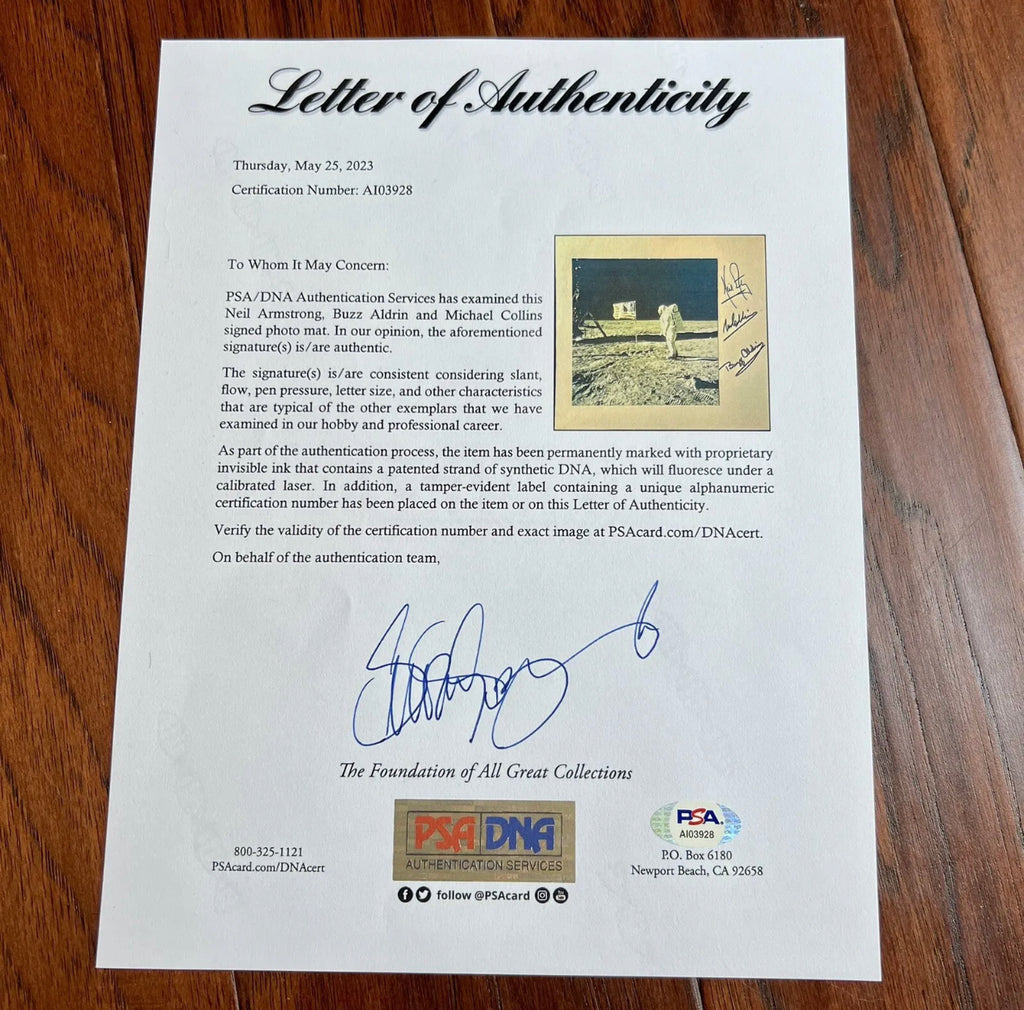 Letter of Authenticity
Thursday, May 25, 2023
Certification Number: AI03928
To Whom It May Concern:
PSA/DNA Authentication Services has examined this
Neil Armstrong, Buzz Aldrin and Michael Collins
signed photo mat. In our opinion, the aforementioned
signature(s) is/are authentic.
The signature(s) is/are consistent considering slant,
flow, pen pressure, letter size, and other characteristics
that are typical of the other exemplars that we have
examined in our hobby and professional career.
As part of the authentication process, the item has been permanently marked with proprietary
invisible ink that contains a patented strand of synthetic DNA, which will fluoresce under a
calibrated laser. In addition, a tamper-evident label containing a unique alphanumeric
certification number has been placed on the item or on this Letter of Authenticity.
Verify the validity of the certification number and exact image at PSAcard.com/DNAcert.
On behalf of the authentication team,
The Foundation of All Great Collections
800-325-1121
PSAcard.com/DNAcert
PSA DNA
AUTHENTICATION SERVICES
follow @PSAcard
PSA
AI03928
P.O. Box 6180
Newport Beach, CA 92658